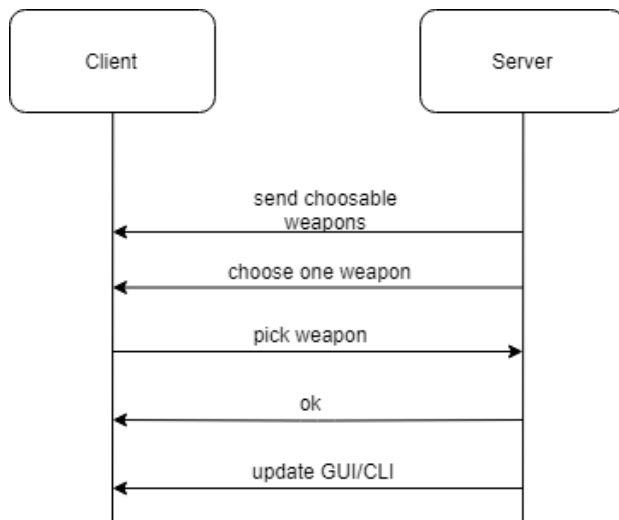 Client
Server
send choosable
weapons
choose one weapon
pick weapon
ok
update GUI/CLI